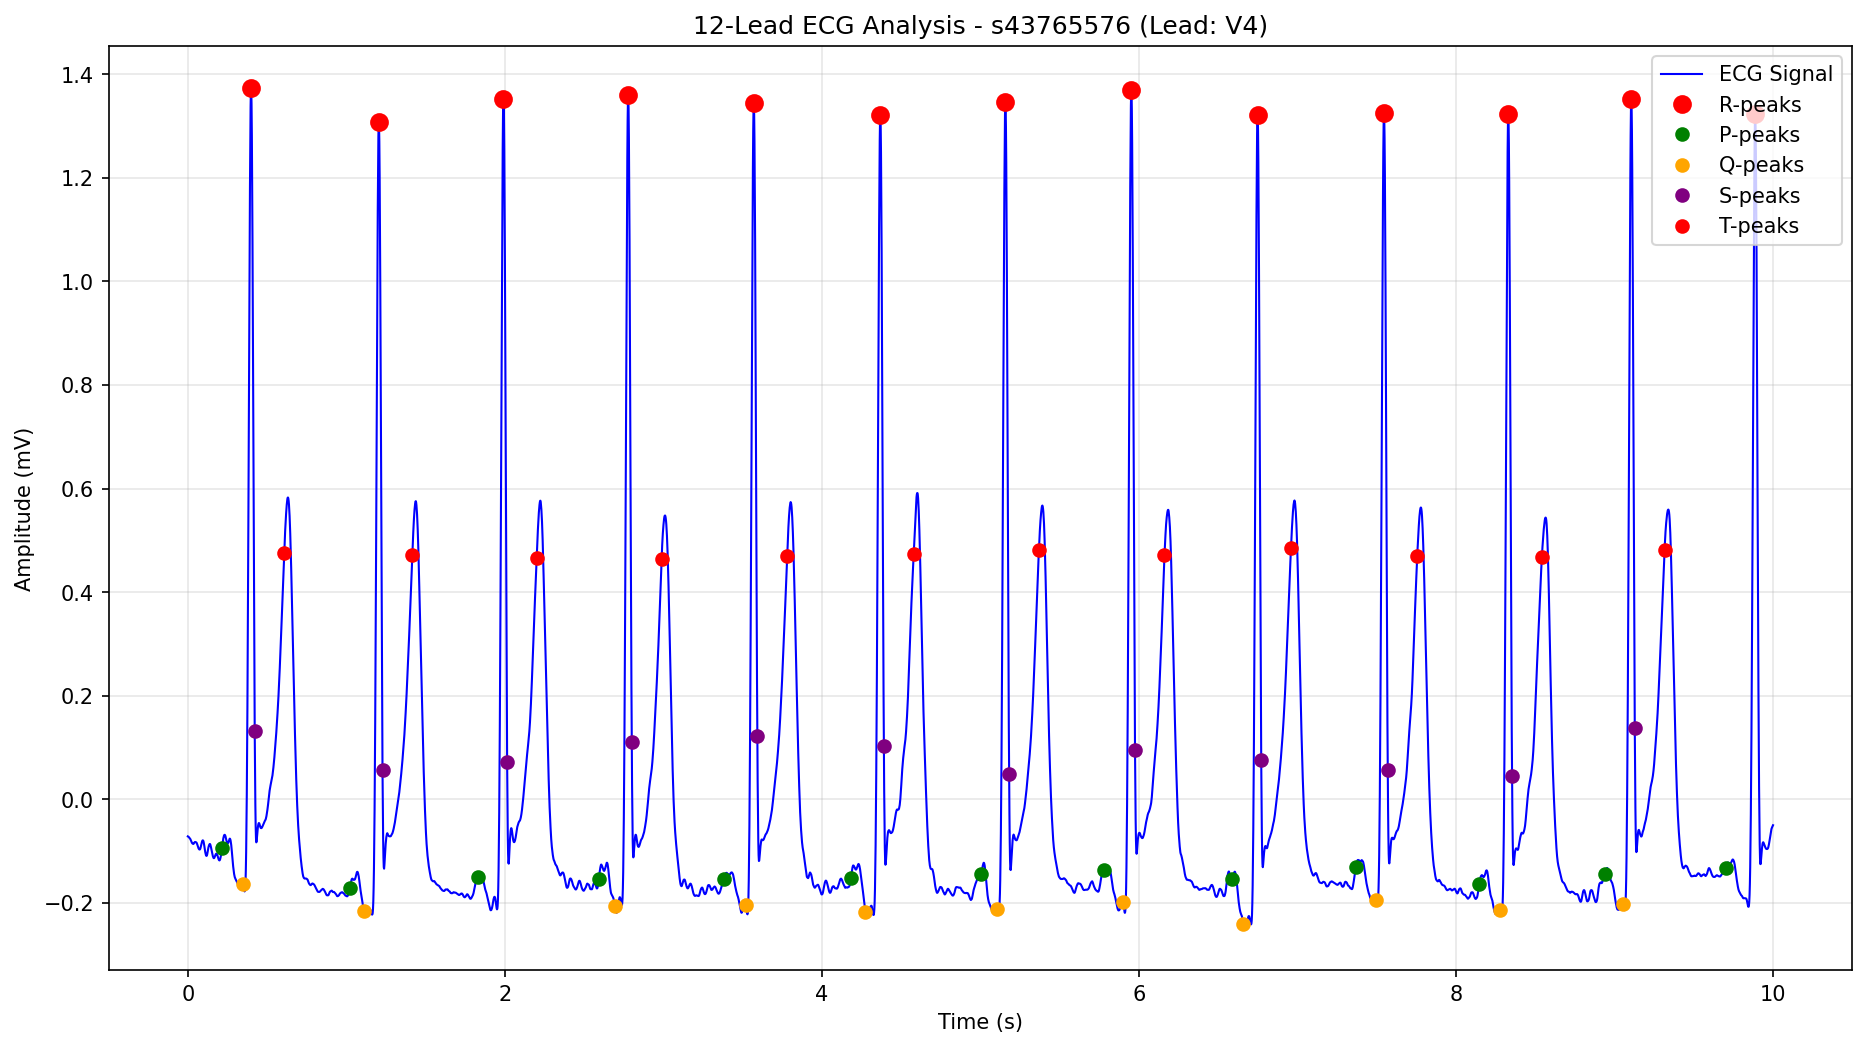 12-Lead ECG Analysis - s43765576 (Lead: V4)
ECG Signal
R-peaks
P-peaks
Q-peaks
S-peaks
T-peaks
Amplitude (mV)
1.4
1.2
1.0
0.8
0.6
0.4
0.2
0.0
−0.2
0 2 4 6 8 10
Time (s)